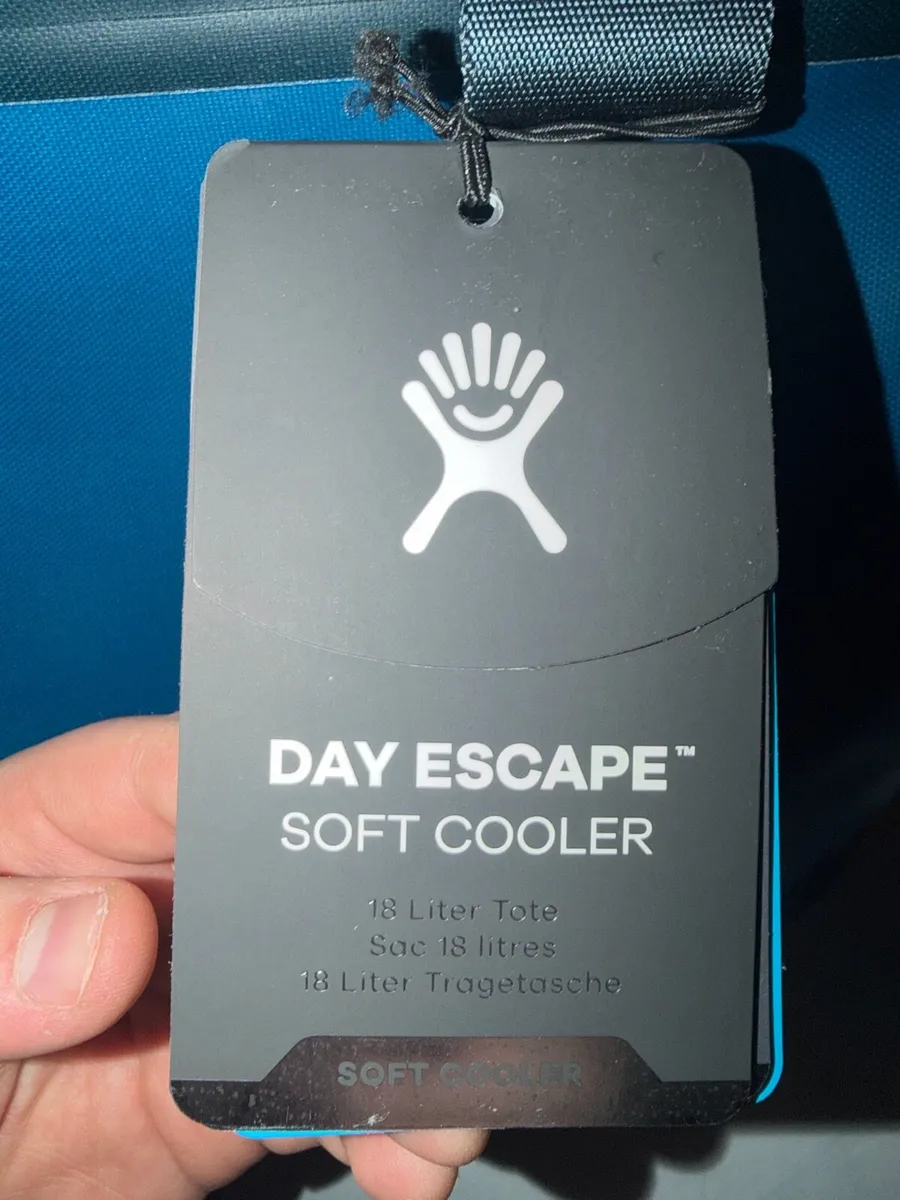 DAY ESCAPE™
SOFT COOLER
18 Liter Tote
Sac 18 litres
18 Liter Tragetasche
SOFT COOLER